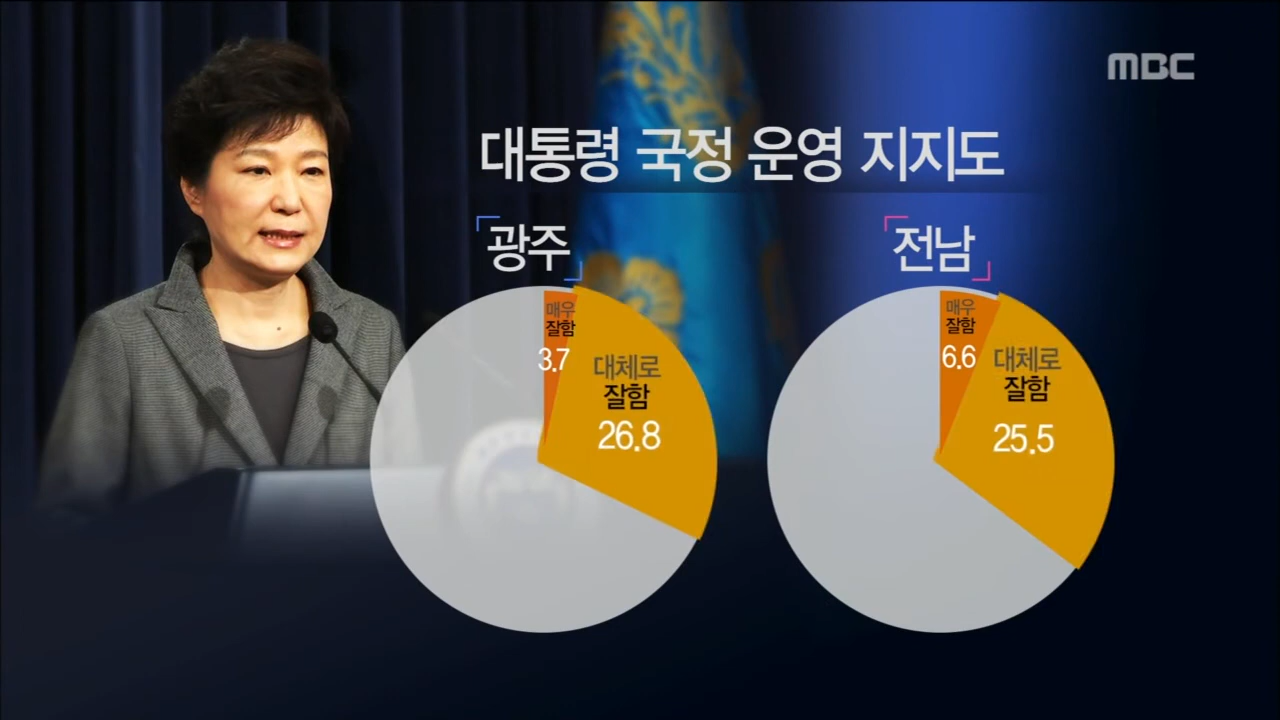 MBC
대통령 국정 운영 지지도
광주
전남
매우
잘함
3.7
대체로
잘함
26.8
매우
잘함
6.6
대체로
잘함
25.5